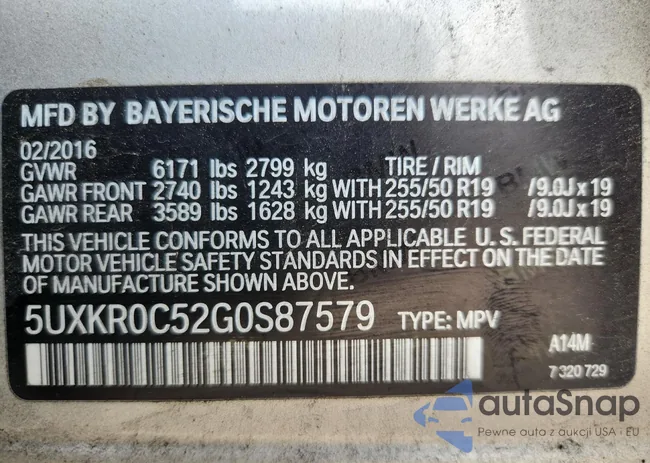 MFD BY BAYERISCHE MOTOREN WERKE AG
02/2016
GVWR 6171 lbs 2799 kg TIRE / RIM
GAWR FRONT 2740 lbs 1243 kg WITH 255/50 R19 /9.0J x 19
GAWR REAR 3589 lbs 1628 kg WITH 255/50 R19 /9.0J x 19
THIS VEHICLE CONFORMS TO ALL APPLICABLE U.S. FEDERAL
MOTOR VEHICLE SAFETY STANDARDS IN EFFECT ON THE DATE
OF MANUFACTURE SHOWN ABOVE.
5UXKR0C52G0S87579 TYPE: MPV
A14M
7 320 729
autaSnap
Pewne auta z aukcji USA - EU